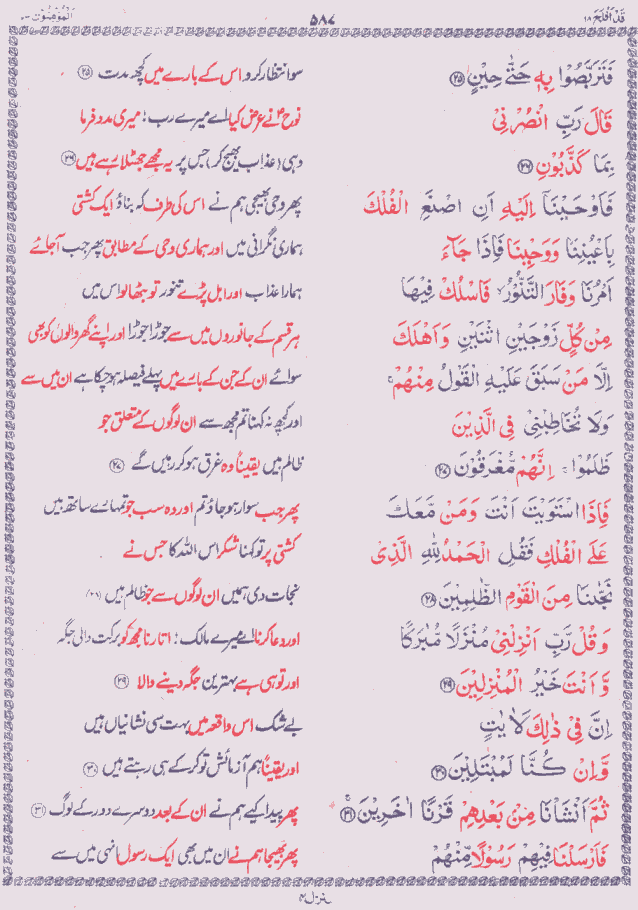 قَدْ اَفْلَحَ ۱۸
۵۸۷
اَلْمُؤْمِنُوْن ۲۳
فَتَرَبَّصُوْا بِهٖ حَتّٰى حِيْنٍ ﴿۲۵﴾
سو انتظار کرو اس کے بارے میں کچھ مدت ﴿۲۵﴾
قَالَ رَبِّ انْصُرْنِيْ
نوح نے عرض کیا اے میرے رب! میری مدد فرما
بِمَا كَذَّبُوْنِ ﴿۲۶﴾
وہی (عذاب بھیج کر) جس پر یہ مجھے جھٹلا رہے ہیں ﴿۲۶﴾
فَاَوْحَيْنَآ اِلَيْهِ اَنِ اصْنَعِ الْفُلْكَ
پھر وحی بھیجی ہم نے اس کی طرف کہ بناؤ ایک کشتی
بِاَعْيُنِنَا وَوَحْيِنَا فَاِذَا جَآءَ
ہماری نگرانی میں اور ہماری وحی کے مطابق پھر جب آجائے
اَمْرُنَا وَفَارَ التَّنُّوْرُ ۙ فَاسْلُكْ فِيْهَا
ہمارا عذاب اور ابل پڑے تنور تو بٹھالو اس میں
مِنْ كُلٍّ زَوْجَيْنِ اثْنَيْنِ وَاَهْلَكَ
ہر قسم کے جانوروں میں سے جوڑا جوڑا اور اپنے گھر والوں کو بھی
اِلَّا مَنْ سَبَقَ عَلَيْهِ الْقَوْلُ مِنْهُمْ ۚ
سوائے ان کے جن کے بارے میں پہلے فیصلہ ہوچکا ہے ان میں سے
وَلَا تُخَاطِبْنِيْ فِي الَّذِيْنَ
اور کچھ نہ کہنا تم مجھ سے ان لوگوں کے متعلق جو
ظَلَمُوْا ۚ اِنَّهُمْ مُّغْرَقُوْنَ ﴿۲۷﴾
ظالم ہیں یقیناً وہ غرق ہو کر رہیں گے ﴿۲۷﴾
فَاِذَا اسْتَوَيْتَ اَنْتَ وَمَنْ مَّعَكَ
پھر جب سوار ہو جاؤ تم اور وہ سب جو تمہارے ساتھ ہیں
عَلَى الْفُلْكِ فَقُلِ الْحَمْدُ لِلّٰهِ الَّذِيْ
کشتی پر تو کہنا شکر اس اللہ کا جس نے
نَجّٰىنَا مِنَ الْقَوْمِ الظّٰلِمِيْنَ ﴿۲۸﴾
نجات دی ہمیں ان لوگوں سے جو ظالم ہیں ﴿۲۸﴾
وَقُلْ رَّبِّ اَنْزِلْنِيْ مُنْزَلًا مُّبٰرَكًا
اور دعا کرنا اے میرے مالک! اتارنا مجھ کو برکت والی جگہ
وَّاَنْتَ خَيْرُ الْمُنْزِلِيْنَ ﴿۲۹﴾
اور تو ہی ہے بہترین جگہ دینے والا ﴿۲۹﴾
اِنَّ فِيْ ذٰلِكَ لَاٰيٰتٍ
بے شک اس واقعہ میں بہت سی نشانیاں ہیں
وَّاِنْ كُنَّا لَمُبْتَلِيْنَ ﴿۳۰﴾
اور یقیناً ہم آزمائش تو کر کے ہی رہتے ہیں ﴿۳۰﴾
ثُمَّ اَنْشَاْنَا مِنْۢ بَعْدِهِمْ قَرْنًا اٰخَرِيْنَ ﴿۳۱﴾
پھر پیدا کیے ہم نے ان کے بعد دوسرے دور کے لوگ ﴿۳۱﴾
فَاَرْسَلْنَا فِيْهِمْ رَسُوْلًا مِّنْهُمْ
پھر بھیجا ہم نے ان میں بھی ایک رسول انہی میں سے
منزل ۴